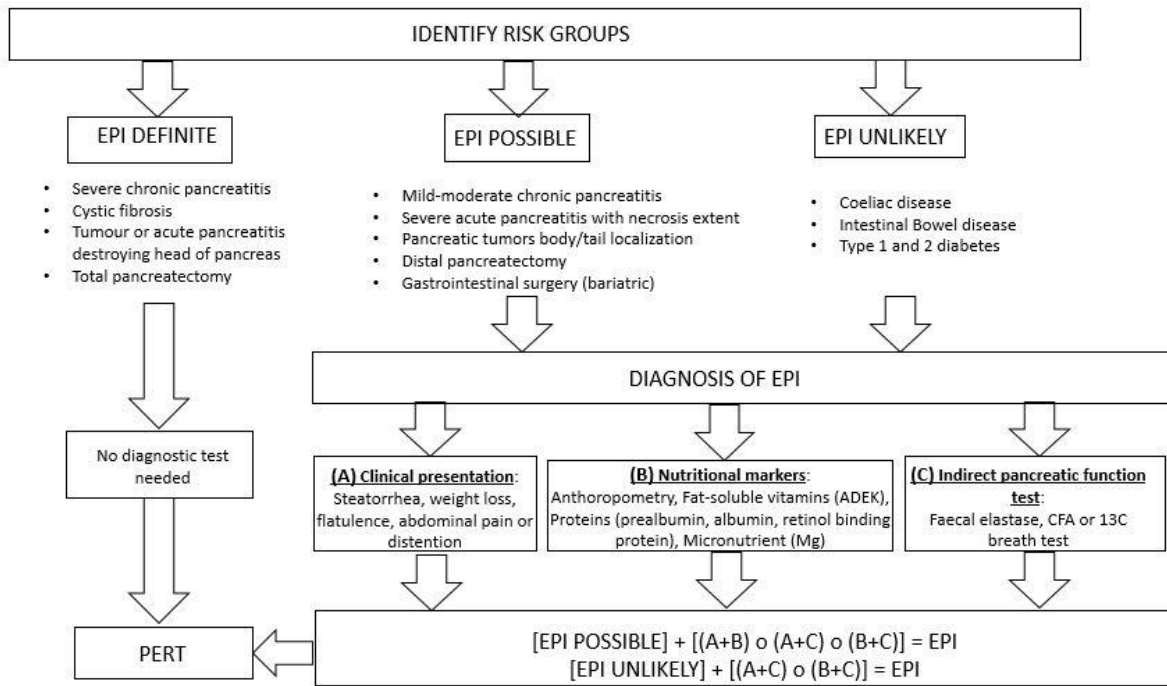 IDENTIFY RISK GROUPS
EPI DEFINITE
• Severe chronic pancreatitis
• Cystic fibrosis
• Tumour or acute pancreatitis
destroying head of pancreas
• Total pancreatectomy
EPI POSSIBLE
• Mild-moderate chronic pancreatitis
• Severe acute pancreatitis with necrosis extent
• Pancreatic tumors body/tail localization
• Distal pancreatectomy
• Gastrointestinal surgery (bariatric)
EPI UNLIKELY
• Coeliac disease
• Intestinal Bowel disease
• Type 1 and 2 diabetes
DIAGNOSIS OF EPI
No diagnostic test
needed
(A) Clinical presentation:
Steatorrhea, weight loss,
flatulence, abdominal pain or
distention
(B) Nutritional markers:
Anthoropometry, Fat-soluble vitamins (ADEK),
Proteins (prealbumin, albumin, retinol binding
protein), Micronutrient (Mg)
(C) Indirect pancreatic function
test:
Faecal elastase, CFA or 13C
breath test
PERT
[EPI POSSIBLE] + [(A+B) o (A+C) o (B+C)] = EPI
[EPI UNLIKELY] + [(A+C) o (B+C)] = EPI